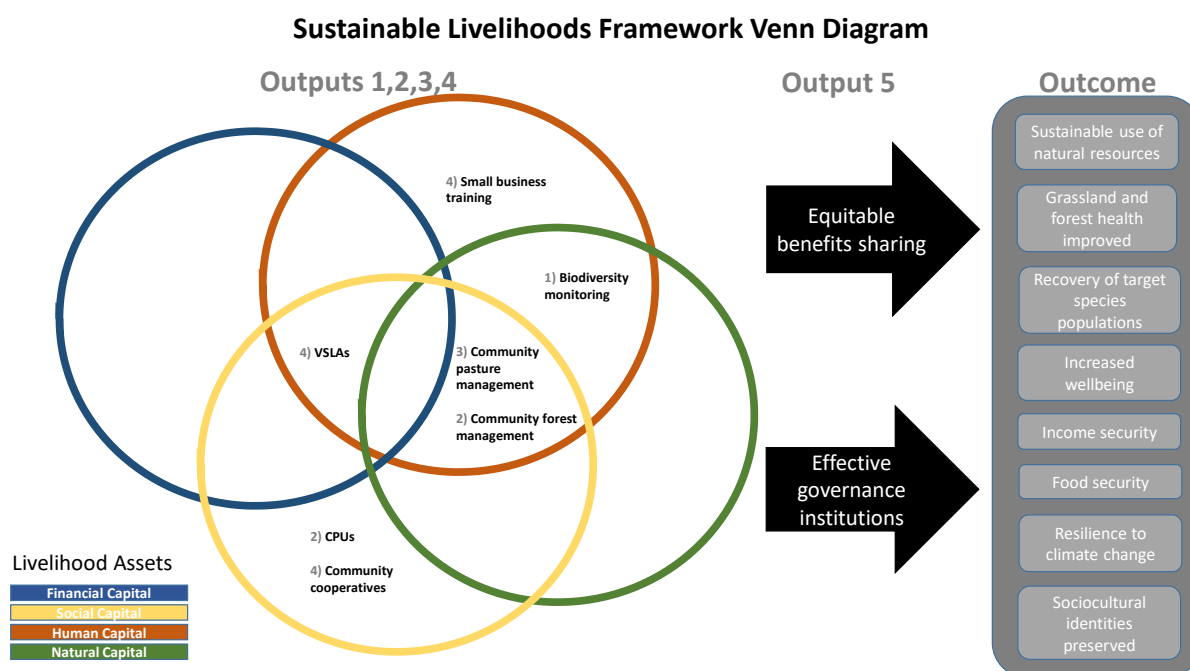 Sustainable Livelihoods Framework Venn Diagram
Outputs 1,2,3,4
Output 5
Outcome
4) Small business
training
1) Biodiversity
monitoring
4) VSLAs
3) Community
pasture
management
2) Community forest
management
2) CPUs
4) Community
cooperatives
Livelihood Assets
Financial Capital
Social Capital
Human Capital
Natural Capital
Equitable
benefits sharing
Effective
governance
institutions
Sustainable use of
natural resources
Grassland and
forest health
improved
Recovery of target
species
populations
Increased
wellbeing
Income security
Food security
Resilience to
climate change
Sociocultural
identities
preserved